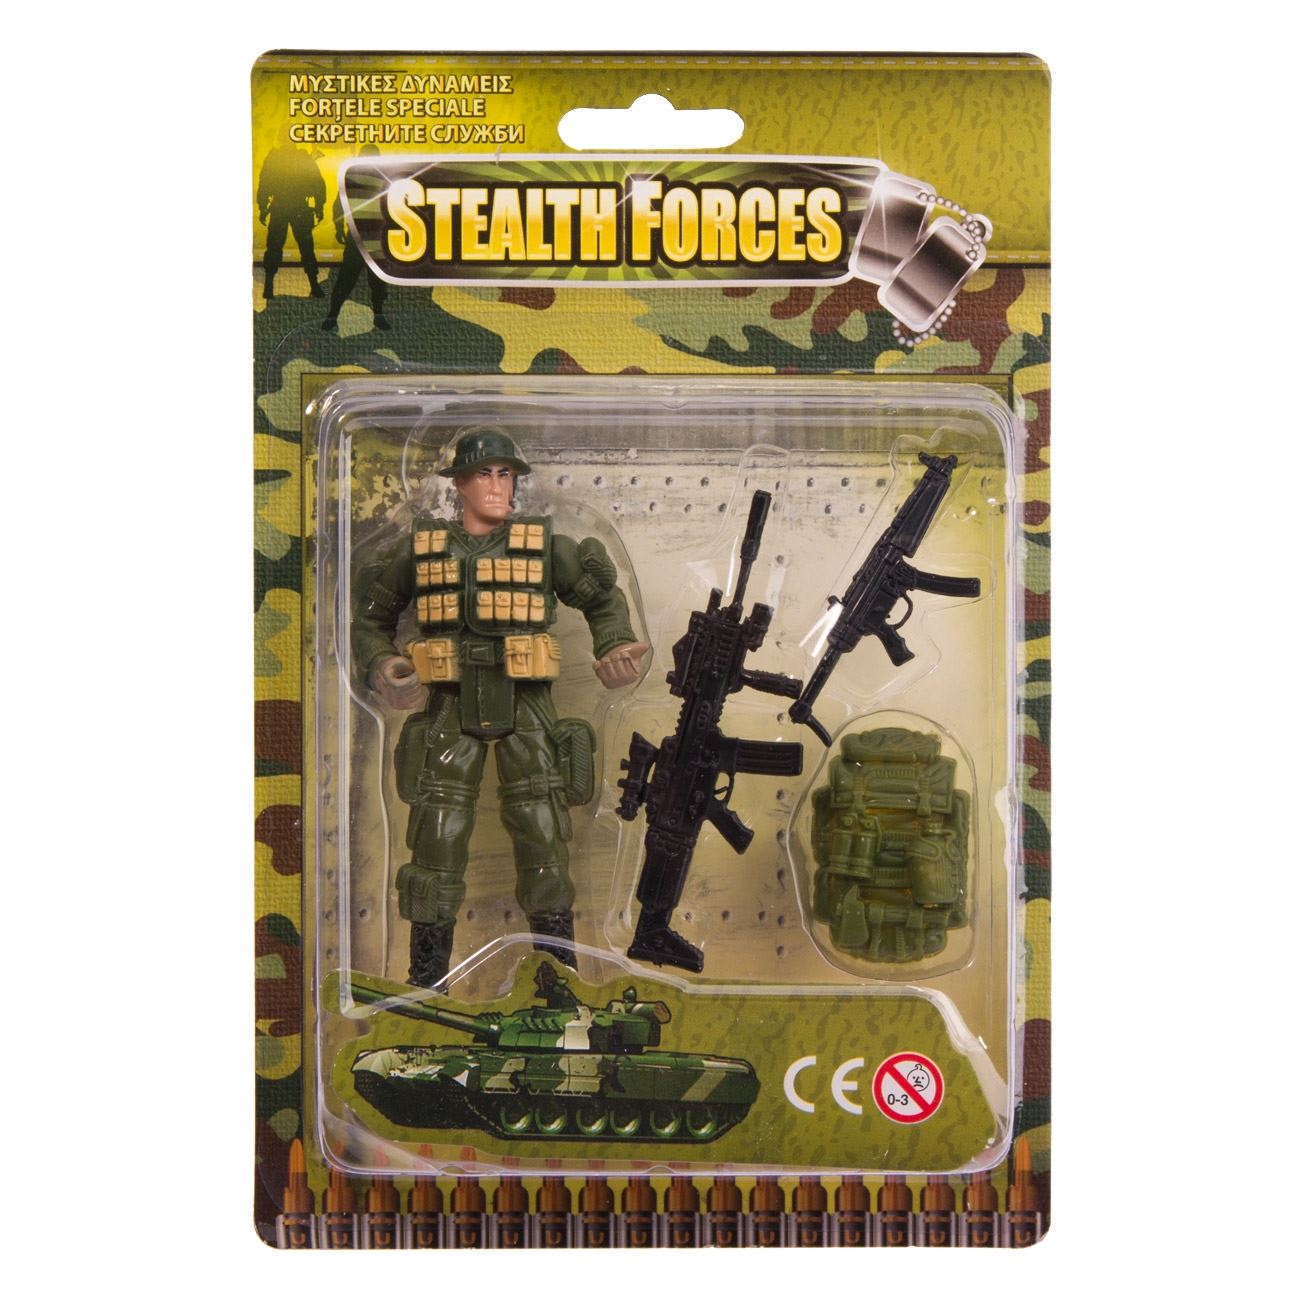 ΜΥΣΤΙΚΕΣ ΔΥΝΑΜΕΙΣ
FORȚELE SPECIALE
СЕКРЕТНИТЕ СЛУЖБИ
STEALTH FORCES
CE
0-3